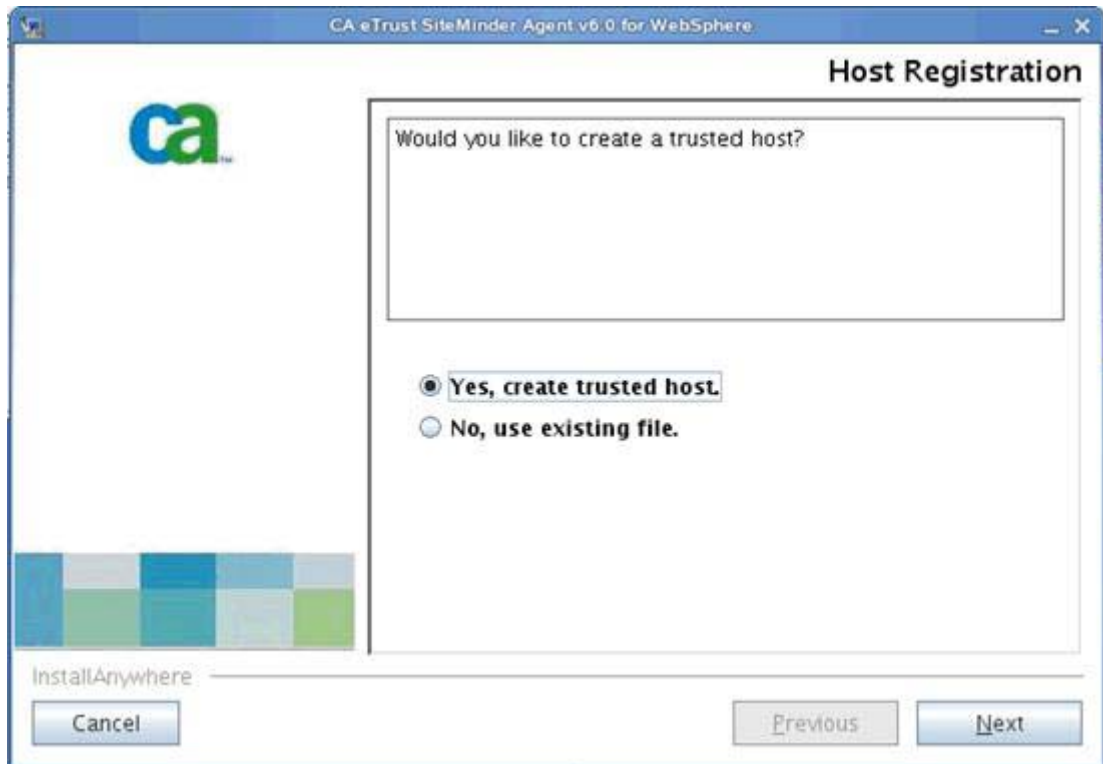 CA eTrust SiteMinder Agent v6.0 for WebSphere
Host Registration
ca
Would you like to create a trusted host?
Yes, create trusted host.
No, use existing file.
InstallAnywhere
Cancel
Previous
Next